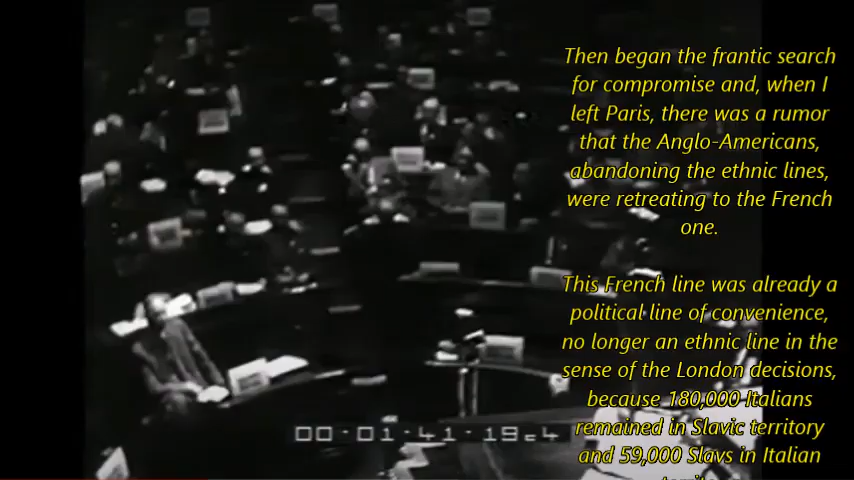 Then began the frantic search
for compromise and, when I
left Paris, there was a rumor
that the Anglo-Americans,
abandoning the ethnic lines,
were retreating to the French
one.
This French line was already a
political line of convenience,
no longer an ethnic line in the
sense of the London decisions,
because 180,000 Italians
remained in Slavic territory
and 59,000 Slavs in Italian
00·01·41·19